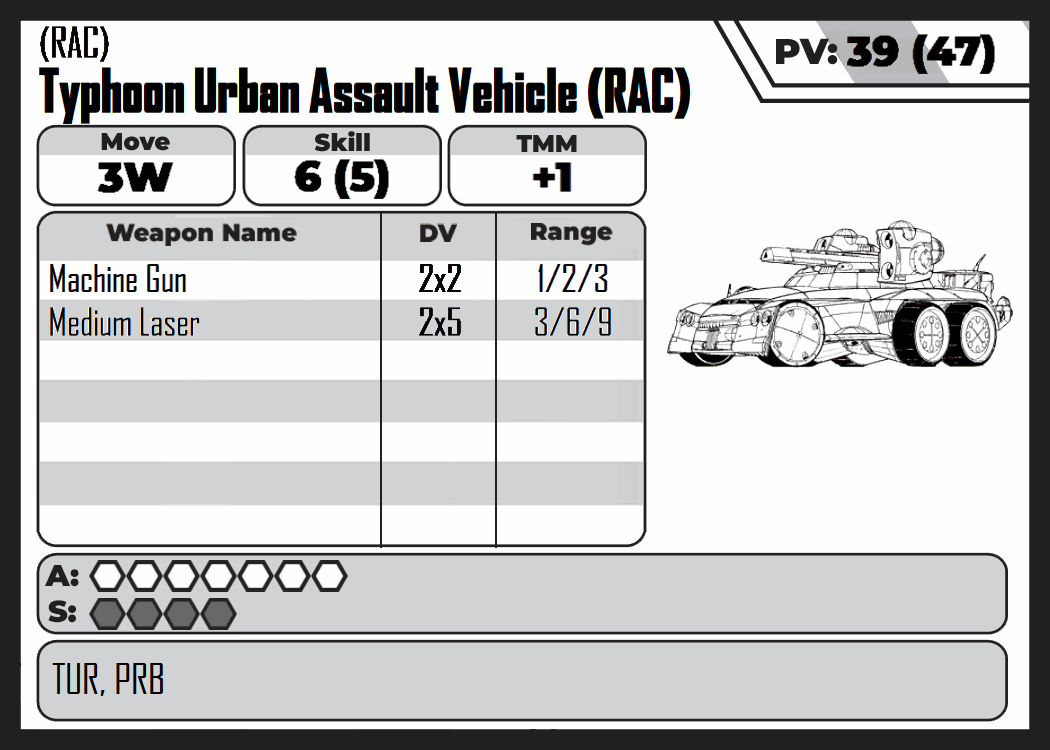 (RAC)
PV: 39 (47)
Typhoon Urban Assault Vehicle (RAC)
Move Skill TMM
3W 6 (5) +1
Weapon Name DV Range
Machine Gun 2x2 1/2/3
Medium Laser 2x5 3/6/9
A:
S:
TUR, PRB